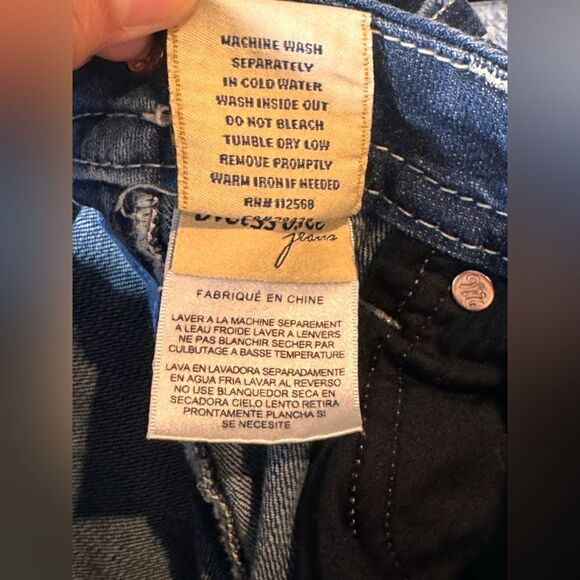 MACHINE WASH
SEPARATELY
IN COLD WATER
WASH INSIDE OUT
DO NOT BLEACH
TUMBLE DRY LOW
REMOVE PROMPTLY
WARM IRON IF NEEDED
RN# 112568
jeans
FABRIQUÉ EN CHINE
LAVER A LA MACHINE SEPAREMENT
A LEAU FROIDE LAVER A LENVERS
NE PAS BLANCHIR SECHER PAR
CULBUTAGE A BASSE TEMPERATURE
LAVA EN LAVADORA SEPARADAMENTE
EN AGUA FRIA LAVAR AL REVERSO
NO USE BLANQUEDOR SECA EN
SECADORA CIELO LENTO RETIRA
PRONTAMENTE PLANCHA SI
SE NECESITE